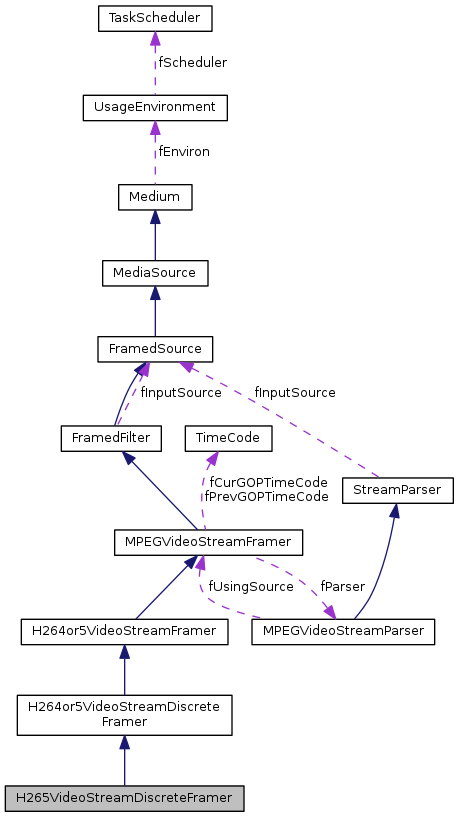 TaskScheduler
fScheduler
UsageEnvironment
fEnviron
Medium
MediaSource
FramedSource
fInputSource
fInputSource
FramedFilter
TimeCode
fCurGOPTimeCode
fPrevGOPTimeCode
StreamParser
MPEGVideoStreamFramer
fUsingSource
fParser
H264or5VideoStreamFramer
MPEGVideoStreamParser
H264or5VideoStreamDiscrete
Framer
H265VideoStreamDiscreteFramer